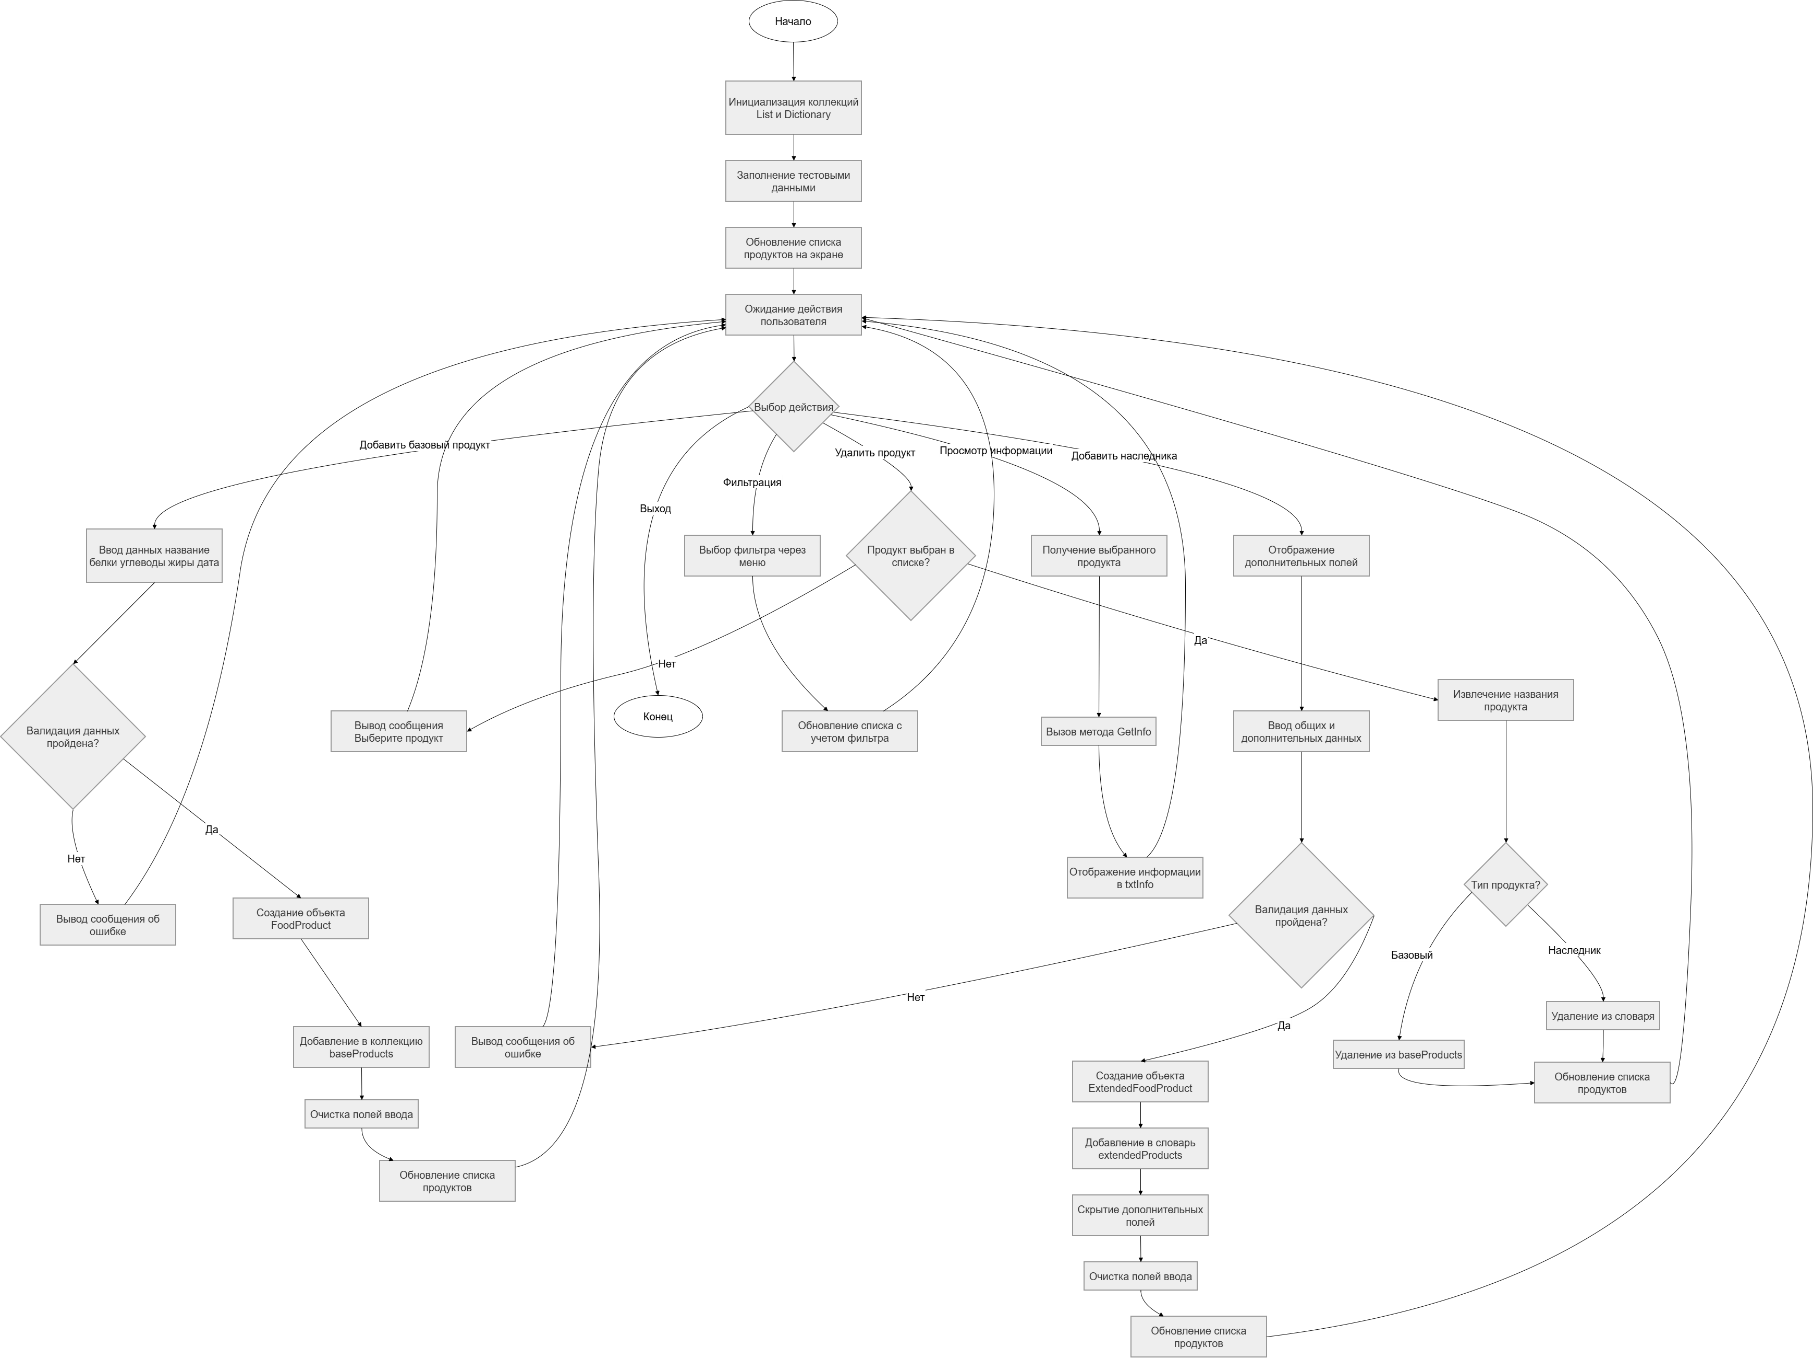 Начало
Инициализация коллекций
List и Dictionary
Заполнение тестовыми
данными
Обновление списка
продуктов на экране
Ожидание действия
пользователя
Выбор действия
Добавить базовый продукт
Удалить продукт
Просмотр информации
Добавить наследника
Фильтрация
Выход
Ввод данных название
белки углеводы жиры дата
Выбор фильтра через
меню
Продукт выбран в
списке?
Получение выбранного
продукта
Отображение
дополнительных полей
Да
Нет
Извлечение названия
продукта
Валидация данных
пройдена?
Вывод сообщения
Выберите продукт
Конец
Обновление списка с
учетом фильтра
Вызов метода GetInfo
Ввод общих и
дополнительных данных
Да
Нет
Отображение информации
в txtInfo
Валидация данных
пройдена?
Тип продукта?
Вывод сообщения об
ошибке
Создание объекта
FoodProduct
Базовый
Наследник
Нет
Удаление из словаря
Да
Добавление в коллекцию
baseProducts
Вывод сообщения об
ошибке
Удаление из baseProducts
Создание объекта
ExtendedFoodProduct
Обновление списка
продуктов
Очистка полей ввода
Добавление в словарь
extendedProducts
Обновление списка
продуктов
Скрытие дополнительных
полей
Очистка полей ввода
Обновление списка
продуктов